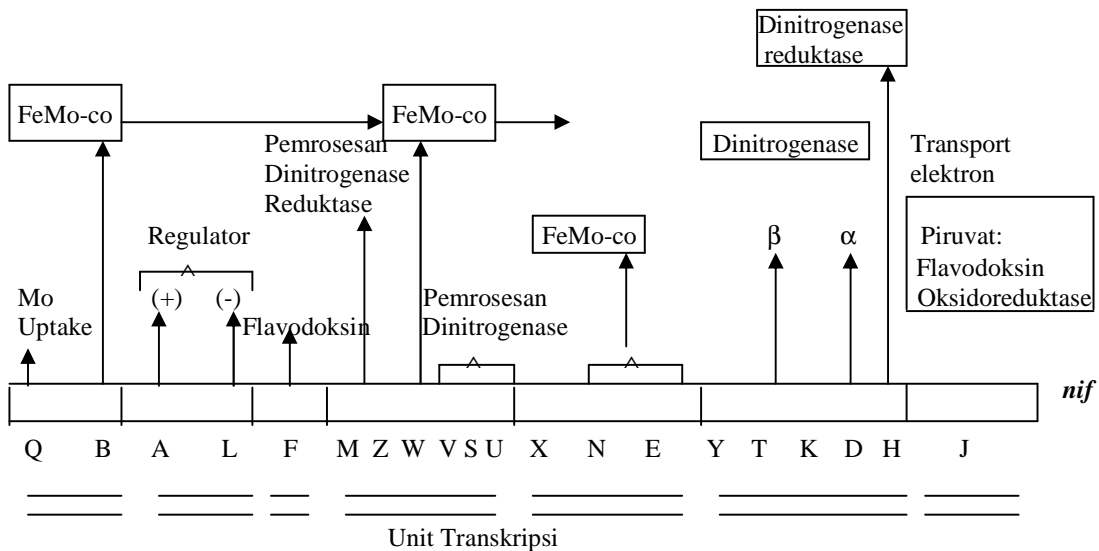 Dinitrogenase
reduktase
FeMo-co
FeMo-co
Pemrosesan
Dinitrogenase
Reduktase
Dinitrogenase
Transport
elektron
Regulator
FeMo-co
β
α
Piruvat:
Flavodoksin
Oksidoreduktase
Mo
Uptake
(+)
(-)
Flavodoksin
Pemrosesan
Dinitrogenase
nif
Q B A L F M Z W V S U X N E Y T K D H J
Unit Transkripsi